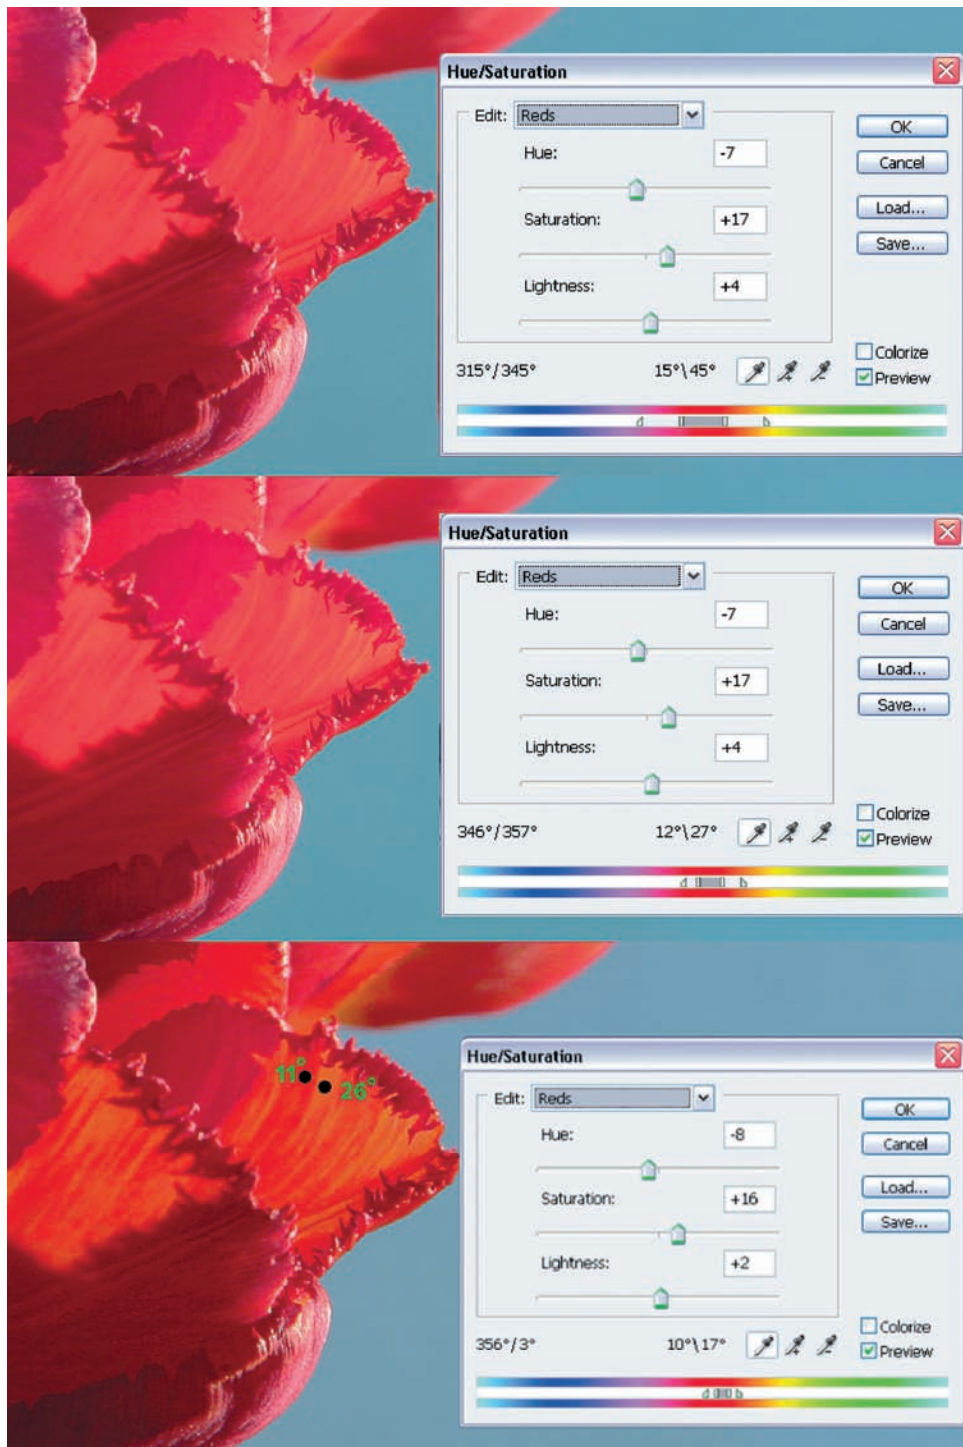 Hue/Saturation
Edit: Reds
OK
Hue: -7
Cancel
Saturation: +17
Load...
Save...
Lightness: +4
Colorize
315°/345° 15°\45° Preview
Hue/Saturation
Edit: Reds
OK
Hue: -7
Cancel
Saturation: +17
Load...
Save...
Lightness: +4
Colorize
346°/357° 12°\27° Preview
11° 26°
Hue/Saturation
Edit: Reds
OK
Hue: -8
Cancel
Saturation: +16
Load...
Save...
Lightness: +2
Colorize
356°/3° 10°\17° Preview